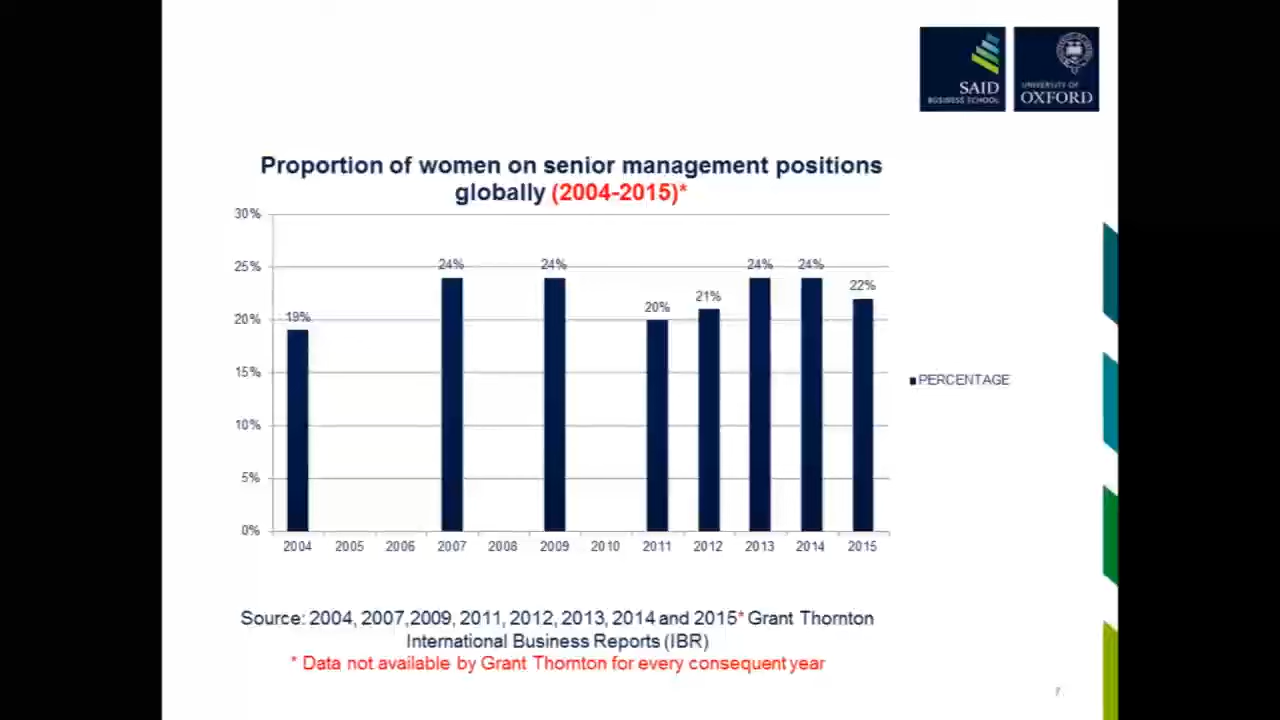 SAID
BUSINESS SCHOOL
UNIVERSITY OF
OXFORD
Proportion of women on senior management positions
globally (2004-2015)*
30%
25%
20%
15%
10%
5%
0%
19%
24%
24%
20%
21%
24%
24%
22%
2004 2005 2006 2007 2008 2009 2010 2011 2012 2013 2014 2015
PERCENTAGE
Source: 2004, 2007,2009, 2011, 2012, 2013, 2014 and 2015* Grant Thornton
International Business Reports (IBR)
* Data not available by Grant Thornton for every consequent year